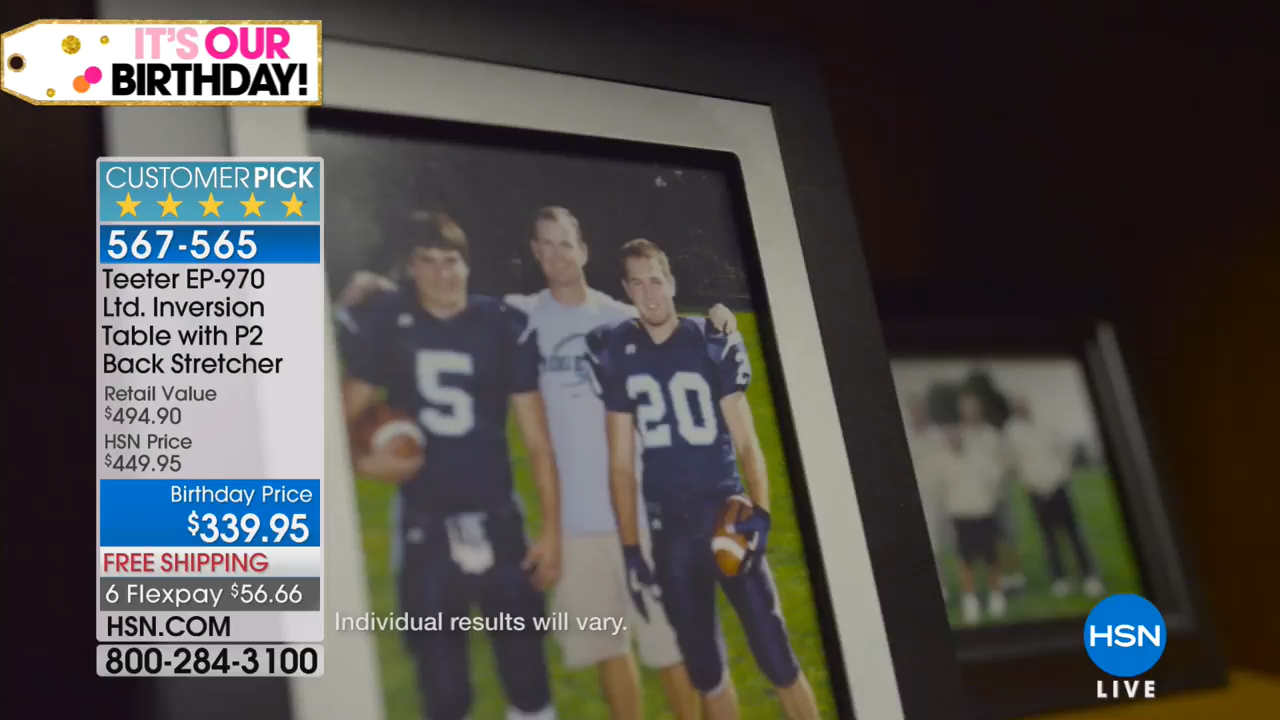 IT'S OUR
BIRTHDAY!
CUSTOMERPICK
567-565
Teeter EP-970
Ltd. Inversion
Table with P2
Back Stretcher
Retail Value
$494.90
HSN Price
$449.95
Birthday Price
$339.95
FREE SHIPPING
6 Flexpay $56.66
HSN.COM
800-284-3100
5
20
Individual results will vary.
HSN
LIVE